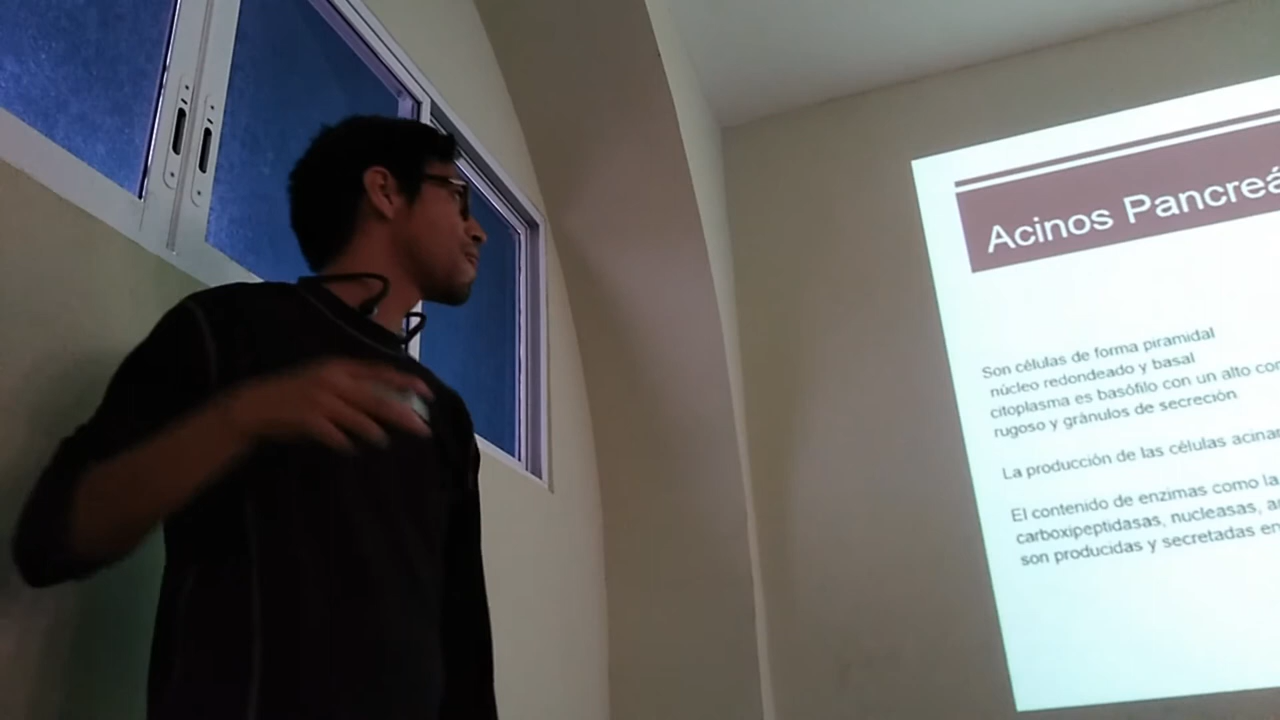 Acinos Pancreá
Son células de forma piramidal
núcleo redondeado y basal
citoplasma es basófilo con un alto con
rugoso y gránulos de secreción
La producción de las células acinar
El contenido de enzimas como la
carboxipeptidasas, nucleasas, a
son producidas y secretadas en